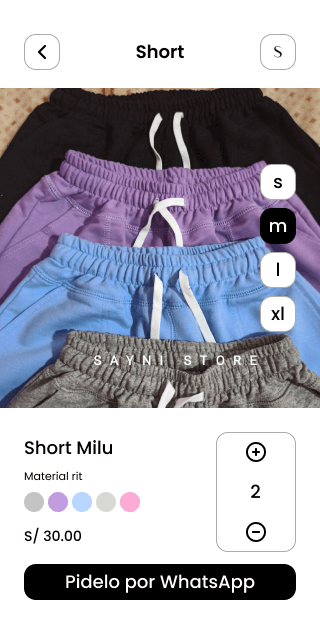 Short
S
s
m
l
xl
SAYNI STORE
Short Milu
Material rit
2
S/ 30.00
Pidelo por WhatsApp